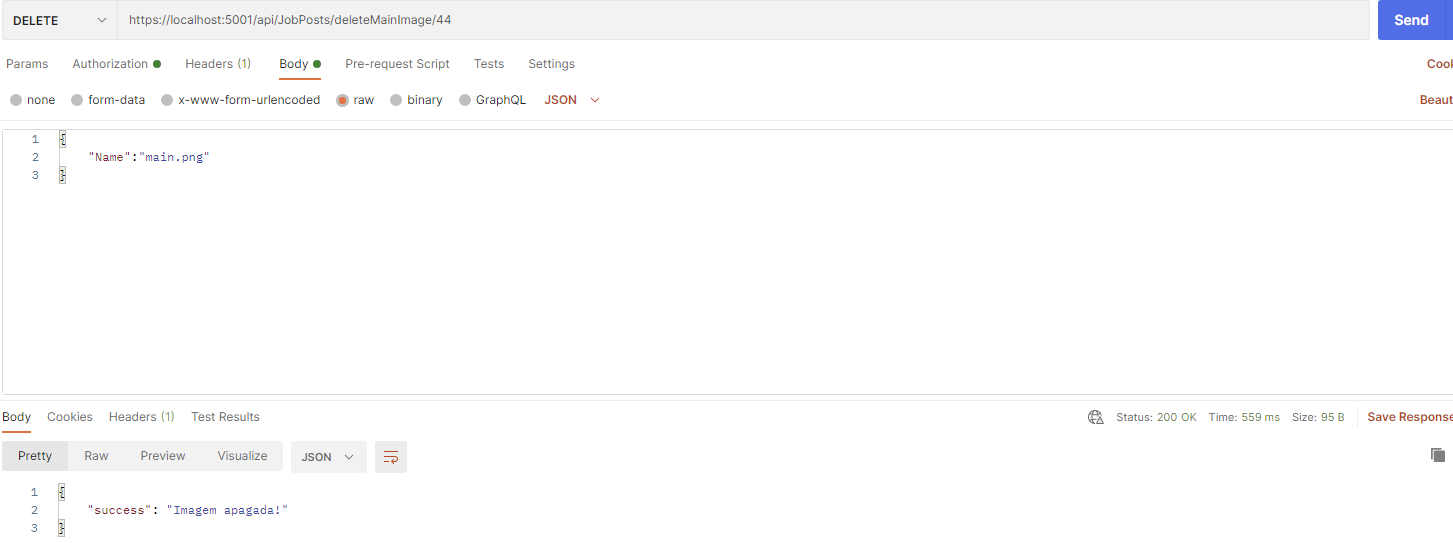 DELETE https://localhost:5001/api/JobPosts/deleteMainImage/44 Send
Params Authorization Headers (1) Body Pre-request Script Tests Settings Cook
none form-data x-www-form-urlencoded raw binary GraphQL JSON Beaut
1 {
2 "Name":"main.png"
3 }
Body Cookies Headers (1) Test Results Status: 200 OK Time: 559 ms Size: 95 B Save Response
Pretty Raw Preview Visualize JSON
1 {
2 "success": "Imagem apagada!"
3 }